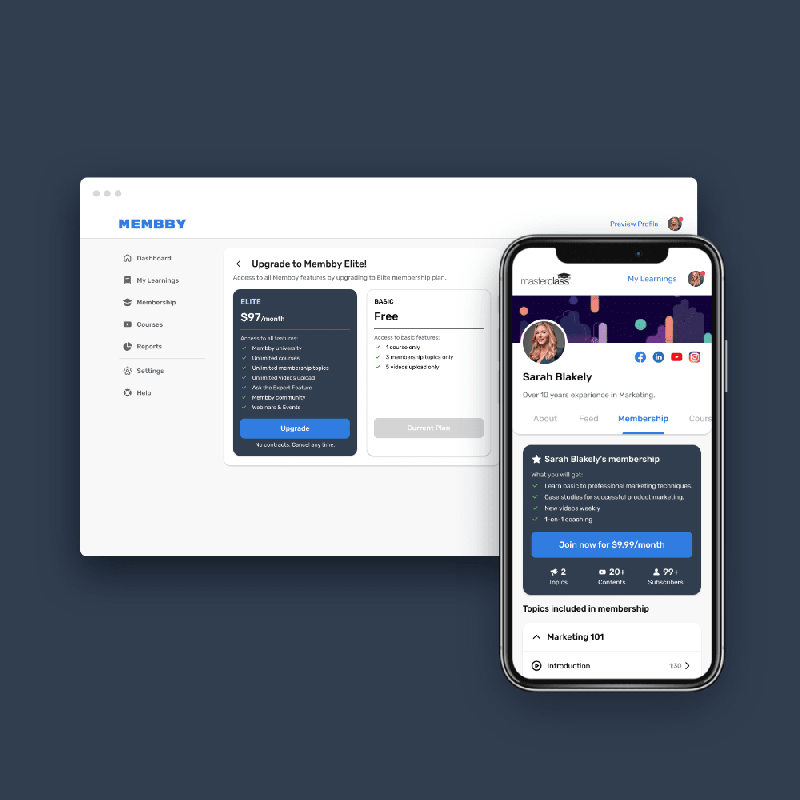 MEMBBY
Preview Profile
Dashboard
My Learnings
Membership
Courses
Reports
Settings
Help
Upgrade to Membby Elite!
Access to all Membby features by upgrading to Elite membership plan.
ELITE
$97/month
Access to all features:
Membby university
Unlimited courses
Unlimited membership topics
Unlimited videos upload
Ask the Expert Feature
Membby community
Webinars & Events
Upgrade
No contracts. Cancel any time.
BASIC
Free
Access to basic features:
1 course only
3 membership topics only
5 videos upload only
Current Plan
masterclass
My Learnings
Sarah Blakely
Over 10 years experience in Marketing.
About Feed Membership Cours
Sarah Blakely's membership
What you will get:
Learn basic to professional marketing techniques.
Case studies for successful product marketing.
New videos weekly
1-on-1 coaching
Join now for $9.99/month
2 20+ 99+
Topics Contents Subscribers
Topics included in membership
Marketing 101
Introduction 1:30